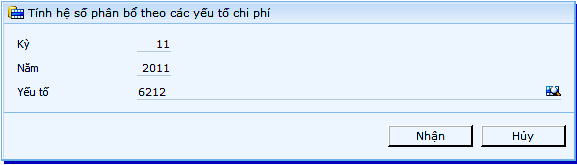 Tính hệ số phân bổ theo các yếu tố chi phí
Kỳ 11
Năm 2011
Yếu tố 6212
Nhận Hủy